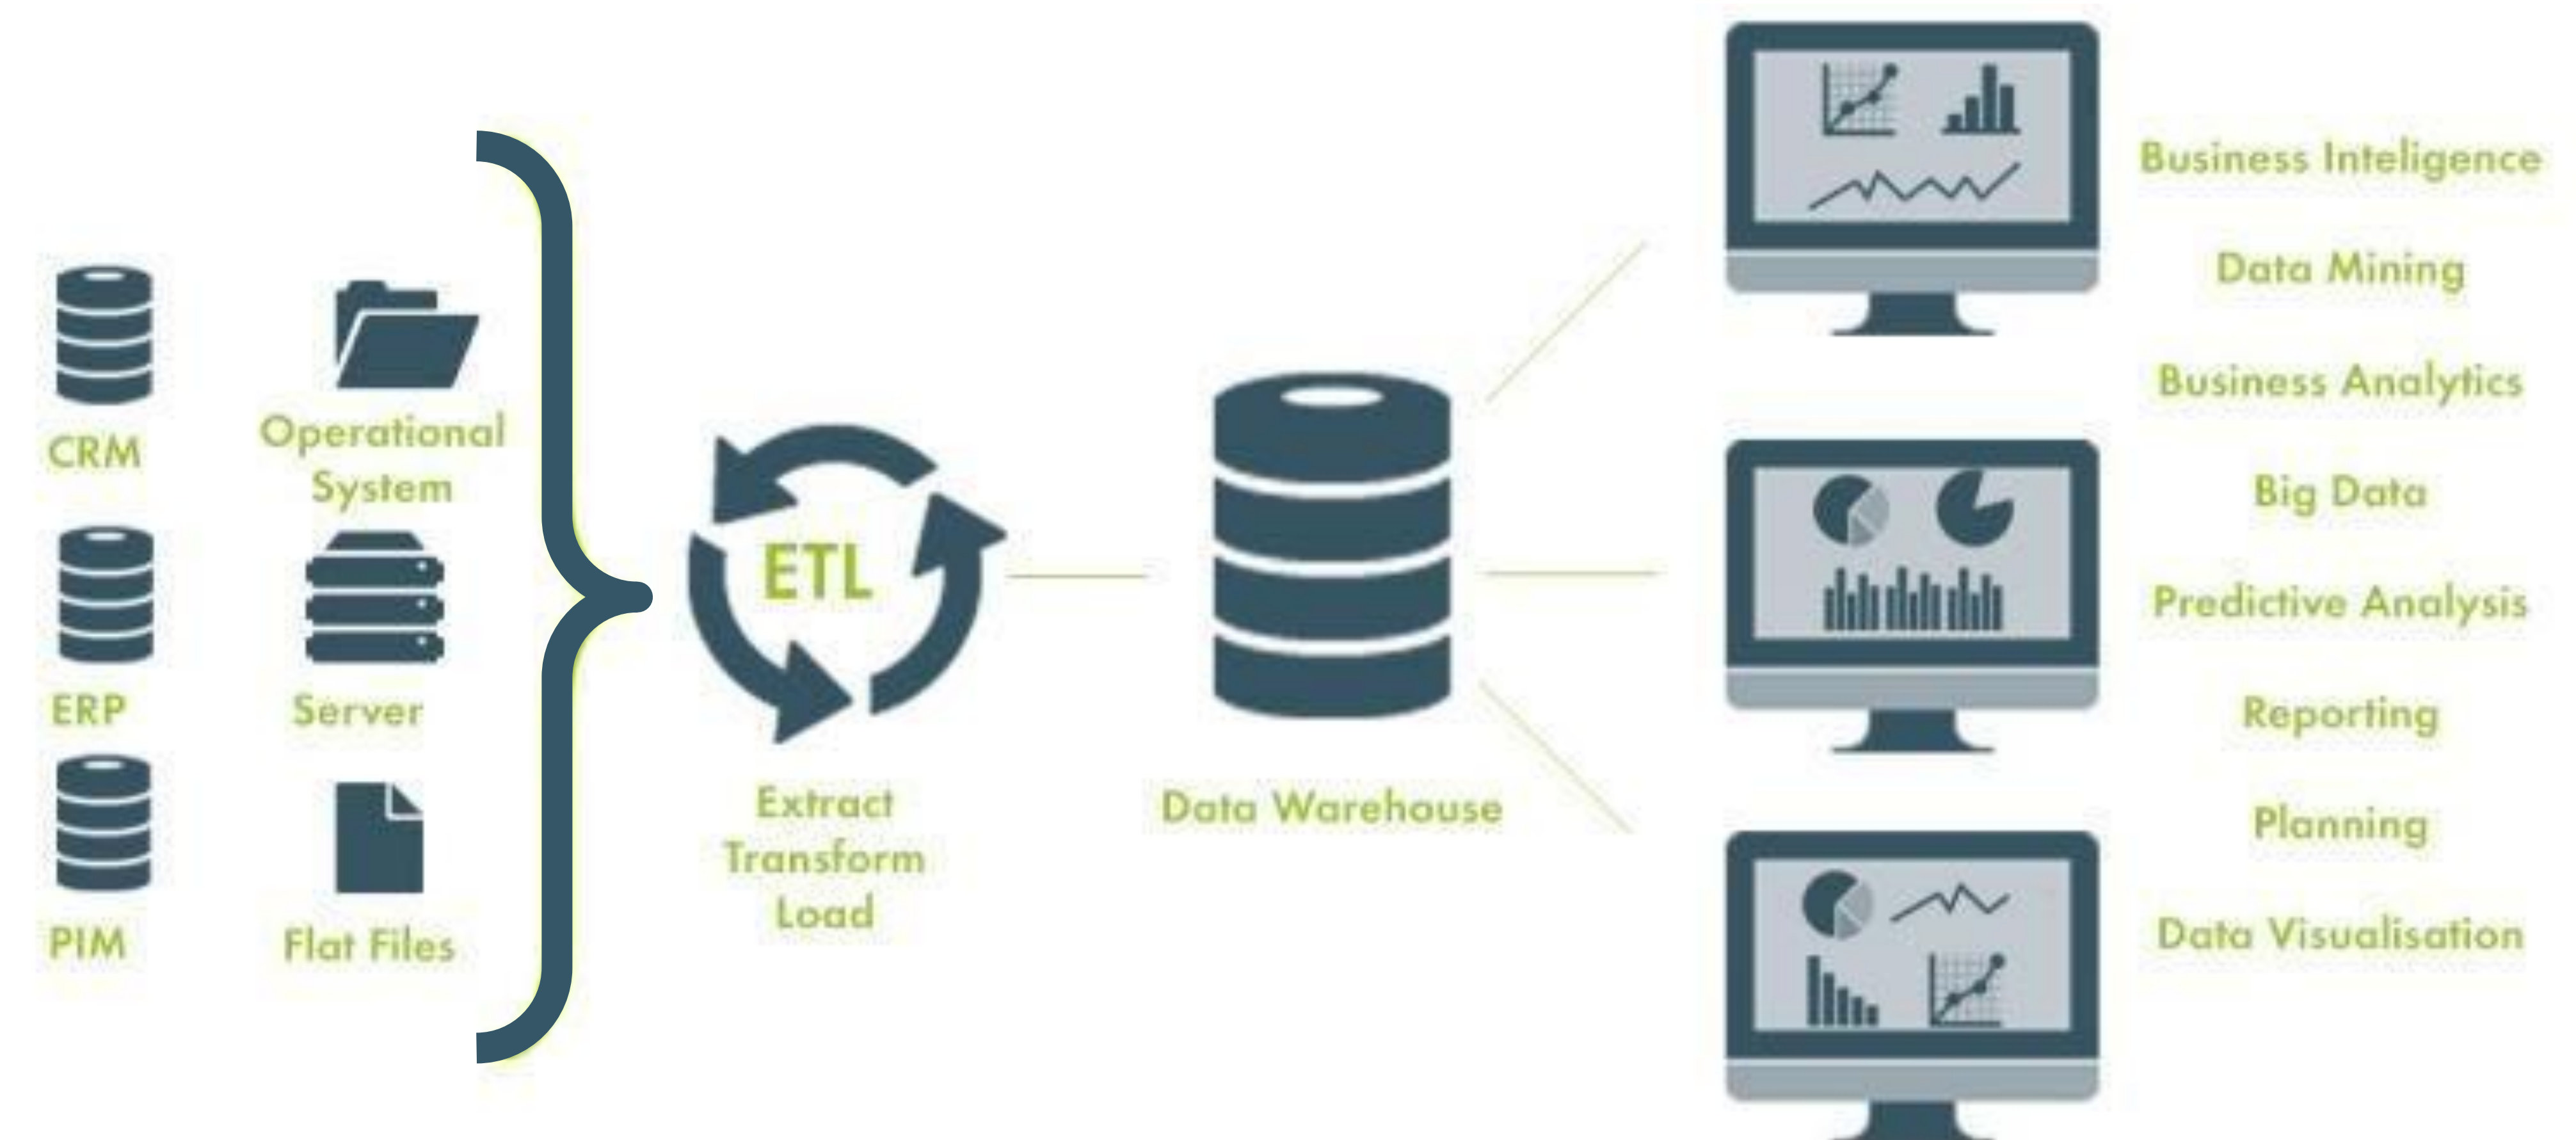 CRM
Operational
System
ERP
Server
PIM
Flat Files
ETL
Extract
Transform
Load
Data Warehouse
Business Inteligence
Data Mining
Business Analytics
Big Data
Predictive Analysis
Reporting
Planning
Data Visualisation